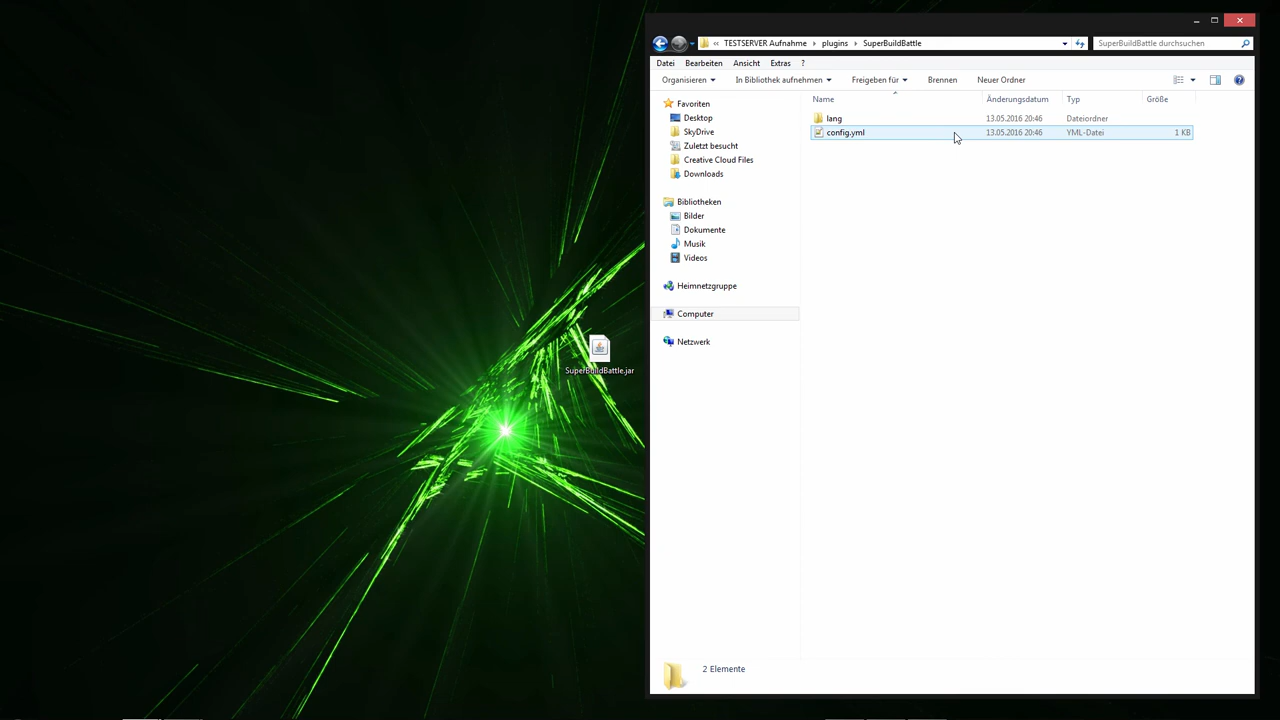 « TESTSERVER Aufnahme plugins SuperBuildBattle
SuperBuildBattle durchsuchen
Datei Bearbeiten Ansicht Extras ?
Organisieren In Bibliothek aufnehmen Freigeben für Brennen Neuer Ordner
Favoriten
Desktop
SkyDrive
Zuletzt besucht
Creative Cloud Files
Downloads
Bibliotheken
Bilder
Dokumente
Musik
Videos
Heimnetzgruppe
Computer
Netzwerk
Name Änderungsdatum Typ Größe
lang 13.05.2016 20:46 Dateiordner
config.yml 13.05.2016 20:46 YML-Datei 1 KB
SuperBuildBattle.jar
2 Elemente